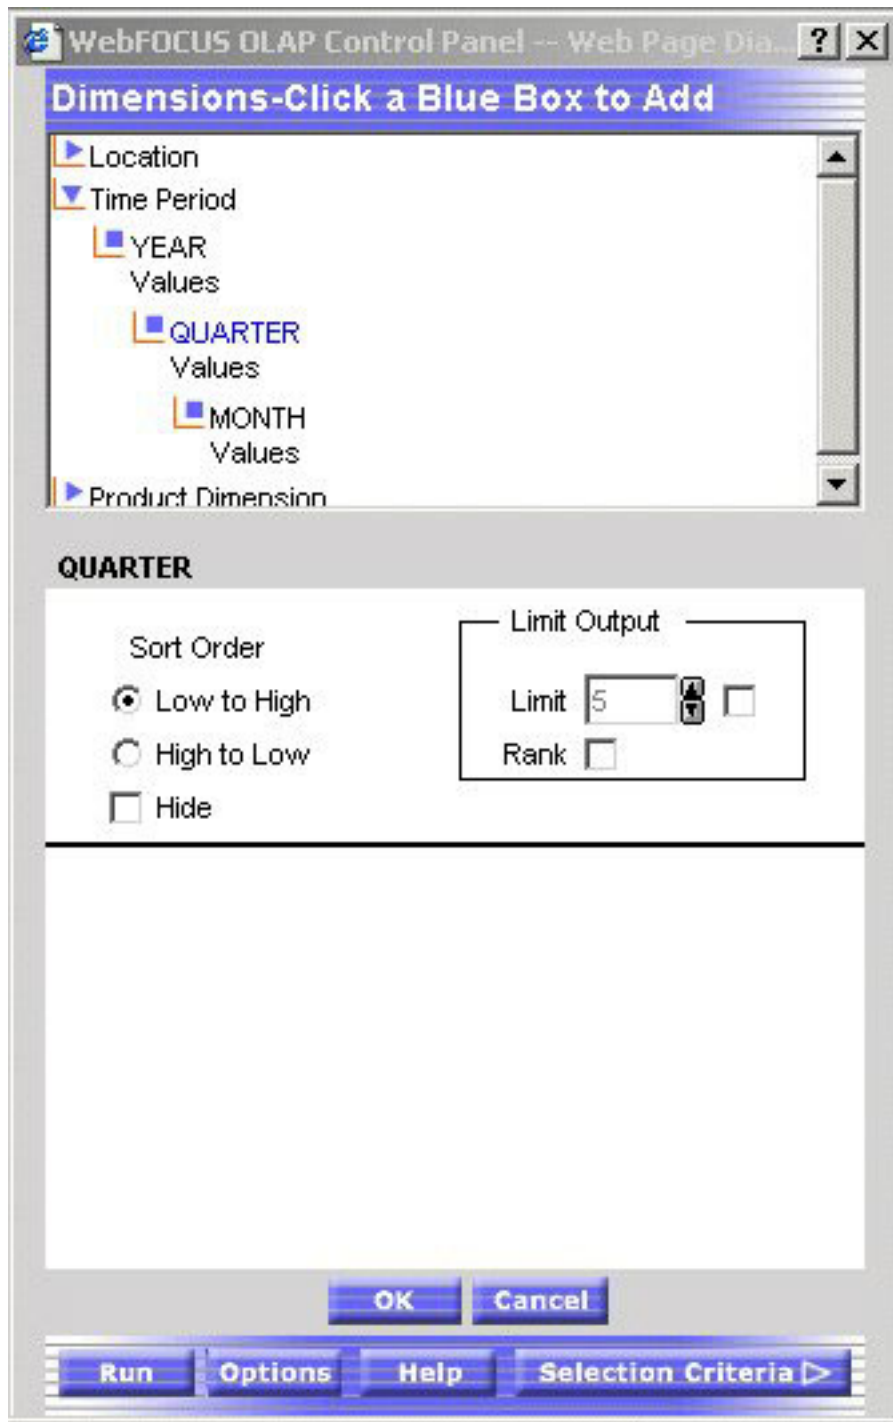 WebFOCUS OLAP Control Panel -- Web Page Dia...
Dimensions-Click a Blue Box to Add
Location
Time Period
YEAR
Values
QUARTER
Values
MONTH
Values
Product Dimension
QUARTER
Sort Order
Low to High
High to Low
Hide
Limit Output
Limit 5
Rank
OK Cancel
Run Options Help Selection Criteria